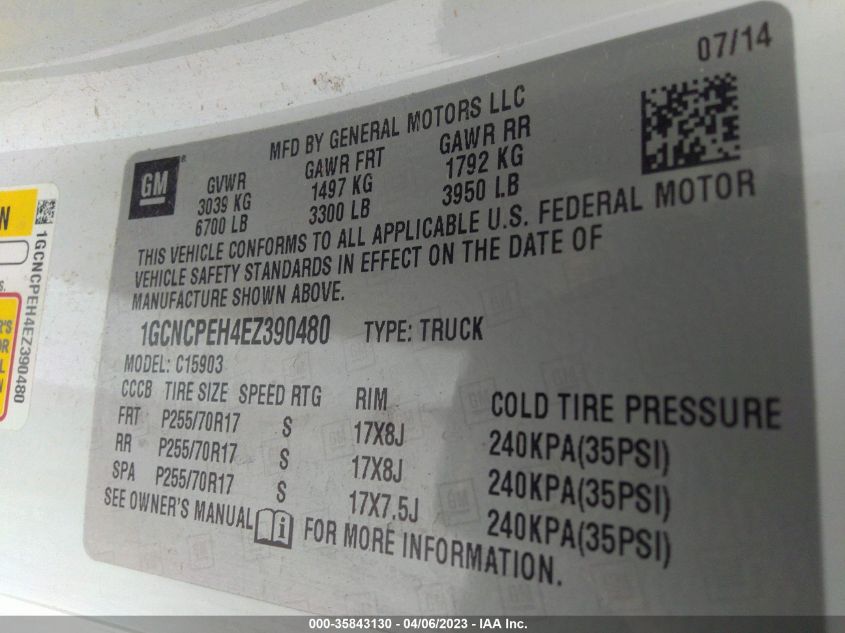 07/14
MFD BY GENERAL MOTORS LLC
GM
GVWR GAWR FRT GAWR RR
3039 KG 1497 KG 1792 KG
6700 LB 3300 LB 3950 LB
THIS VEHICLE CONFORMS TO ALL APPLICABLE U.S. FEDERAL MOTOR
VEHICLE SAFETY STANDARDS IN EFFECT ON THE DATE OF
MANUFACTURE SHOWN ABOVE.
1GCNCPEH4EZ390480 TYPE: TRUCK
MODEL: C15903
CCCB TIRE SIZE SPEED RTG RIM COLD TIRE PRESSURE
FRT P255/70R17 S 17X8J 240KPA(35PSI)
RR P255/70R17 S 17X8J 240KPA(35PSI)
SPA P255/70R17 S 17X7.5J 240KPA(35PSI)
SEE OWNER'S MANUAL FOR MORE INFORMATION.
1GCNCPEH4EZ390480
000-35843130 - 04/06/2023 - IAA Inc.